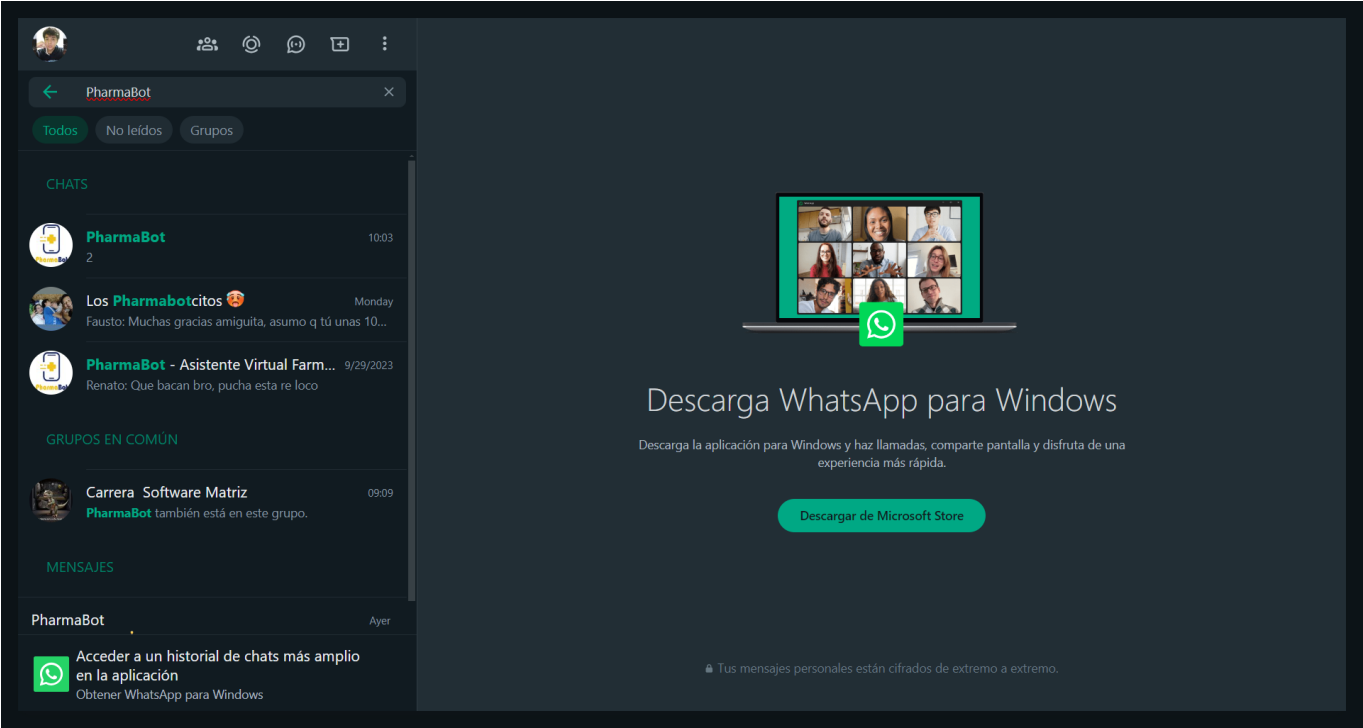 PharmaBot
Todos
No leídos
Grupos
CHATS
PharmaBot
10:03
2
Los Pharmabotcitos
Monday
Fausto: Muchas gracias amiguita, asumo q tú unas 10...
PharmaBot - Asistente Virtual Farm...
9/29/2023
Renato: Que bacan bro, pucha esta re loco
GRUPOS EN COMÚN
Carrera Software Matriz
09:09
PharmaBot también está en este grupo.
MENSAJES
PharmaBot
Ayer
Acceder a un historial de chats más amplio
en la aplicación
Obtener WhatsApp para Windows
Descarga WhatsApp para Windows
Descarga la aplicación para Windows y haz llamadas, comparte pantalla y disfruta de una
experiencia más rápida.
Descargar de Microsoft Store
Tus mensajes personales están cifrados de extremo a extremo.